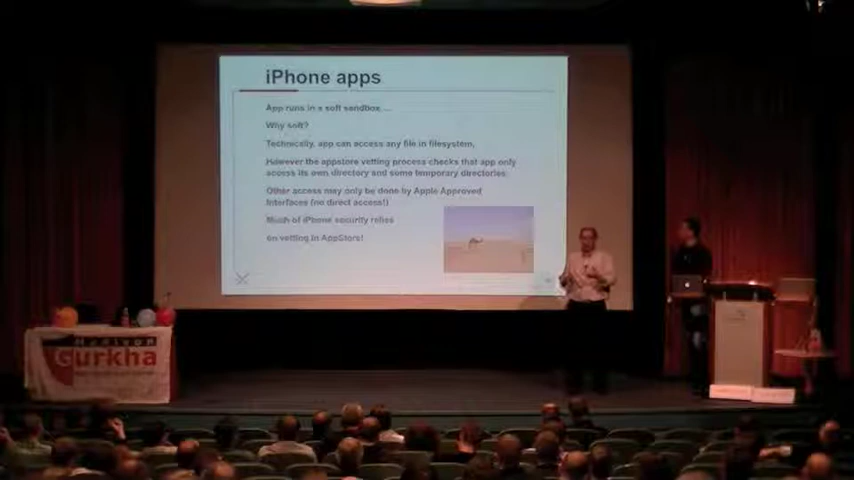 iPhone apps
App runs in a soft sandbox...
Why soft?
Technically, app can access any file in filesystem,
However the appstore vetting process checks that app only
access its own directory and some temporary directories
Other access may only be done by Apple Approved
Interfaces (no direct access!)
Much of iPhone security relies
on vetting in AppStore!
Madison
Gurkha